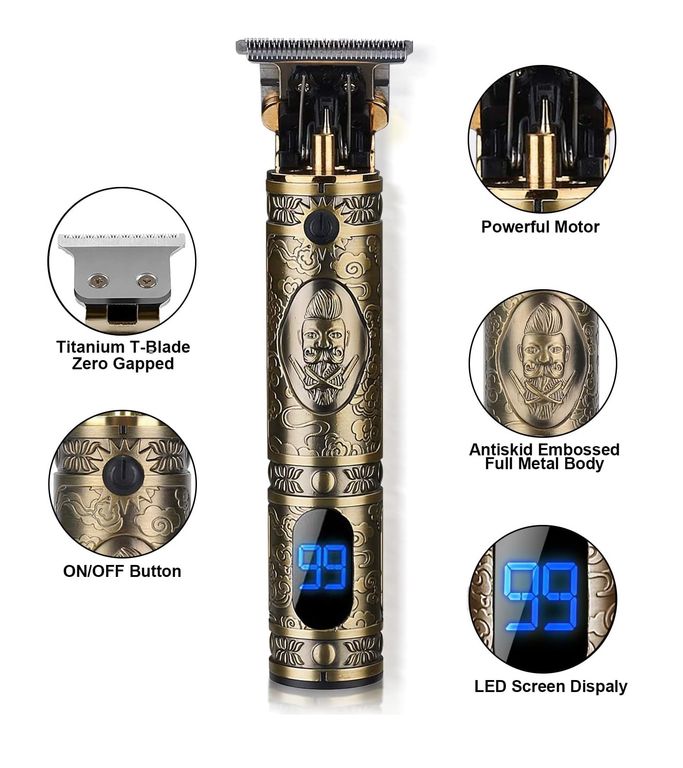 Powerful Motor
Titanium T-Blade
Zero Gapped
Antiskid Embossed
Full Metal Body
ON/OFF Button
99
99
LED Screen Dispaly